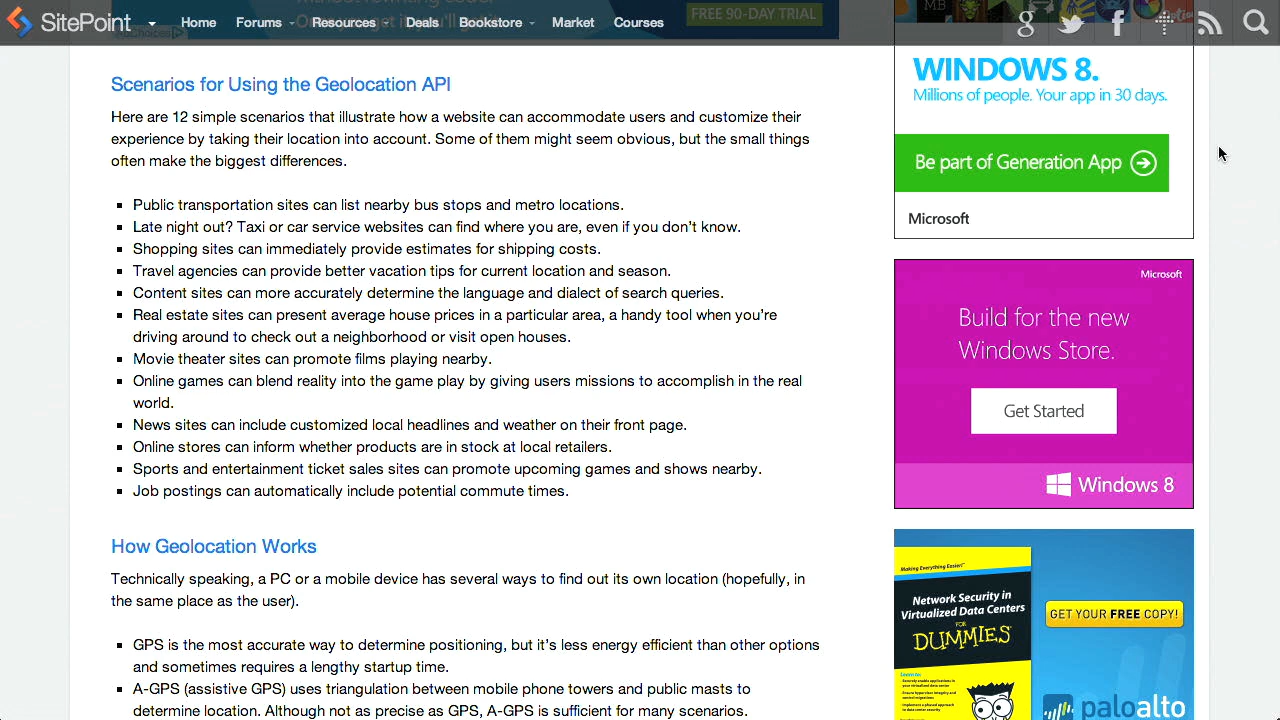 SitePoint Home Forums Resources Deals Bookstore Market Courses
FREE 90-DAY TRIAL
Scenarios for Using the Geolocation API
Here are 12 simple scenarios that illustrate how a website can accommodate users and customize their
experience by taking their location into account. Some of them might seem obvious, but the small things
often make the biggest differences.
Public transportation sites can list nearby bus stops and metro locations.
Late night out? Taxi or car service websites can find where you are, even if you don't know.
Shopping sites can immediately provide estimates for shipping costs.
Travel agencies can provide better vacation tips for current location and season.
Content sites can more accurately determine the language and dialect of search queries.
Real estate sites can present average house prices in a particular area, a handy tool when you're
driving around to check out a neighborhood or visit open houses.
Movie theater sites can promote films playing nearby.
Online games can blend reality into the game play by giving users missions to accomplish in the real
world.
News sites can include customized local headlines and weather on their front page.
Online stores can inform whether products are in stock at local retailers.
Sports and entertainment ticket sales sites can promote upcoming games and shows nearby.
Job postings can automatically include potential commute times.
How Geolocation Works
Technically speaking, a PC or a mobile device has several ways to find out its own location (hopefully, in
the same place as the user).
GPS is the most accurate way to determine positioning, but it's less energy efficient than other options
and sometimes requires a lengthy startup time.
A-GPS (assistive GPS) uses triangulation between mobile phone towers and public masts to
determine location. Although not as precise as GPS, A-GPS is sufficient for many scenarios.
WINDOWS 8.
Millions of people. Your app in 30 days.
Be part of Generation App
Microsoft
Microsoft
Build for the new
Windows Store.
Get Started
Windows 8
Making Everything Easier!
Network Security in
Virtualized Data Centers
FOR
DUMMIES
GET YOUR FREE COPY!
Learn to:
paloalto